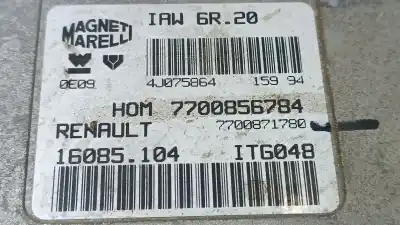 MAGNETI MARELLI
IAW 6R.20
0E09
4J075864
159 94
HOM 7700856784
RENAULT
7700871780
16085.104
ITG048